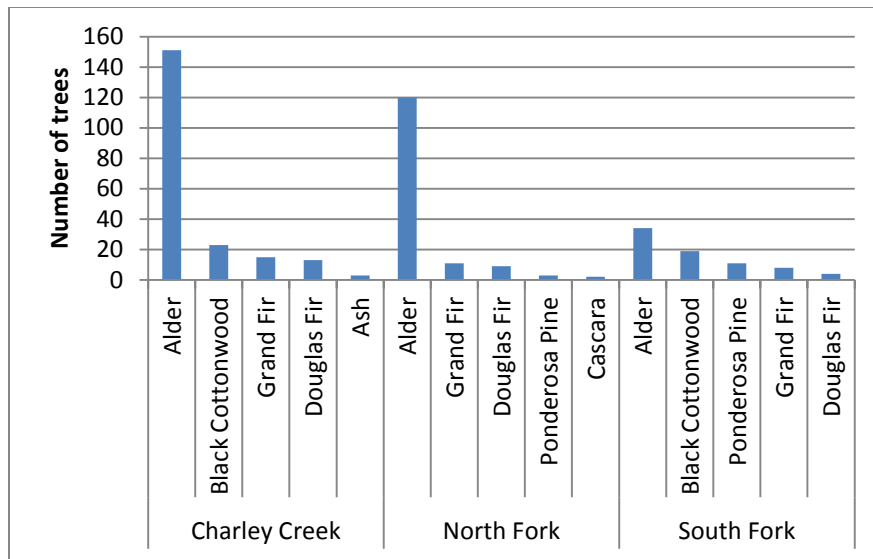 Number of trees
160
140
120
100
80
60
40
20
0
Alder
Black Cottonwood
Grand Fir
Douglas Fir
Ash
Alder
Grand Fir
Douglas Fir
Ponderosa Pine
Cascara
Alder
Black Cottonwood
Ponderosa Pine
Grand Fir
Douglas Fir
Charley Creek
North Fork
South Fork